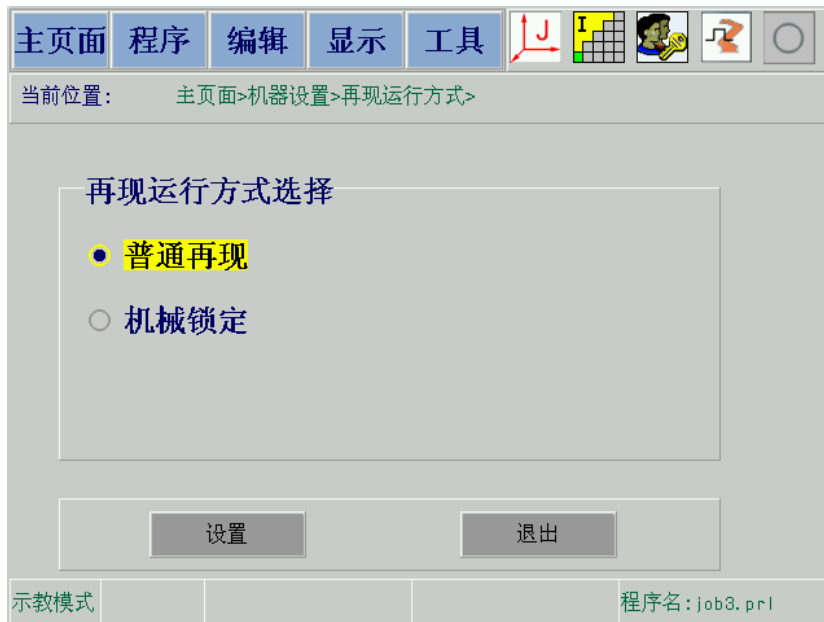 主页面 程序 编辑 显示 工具 J I
当前位置: 主页面>机器设置>再现运行方式>
再现运行方式选择
普通再现
机械锁定
设置 退出
示教模式 程序名:job3.prl